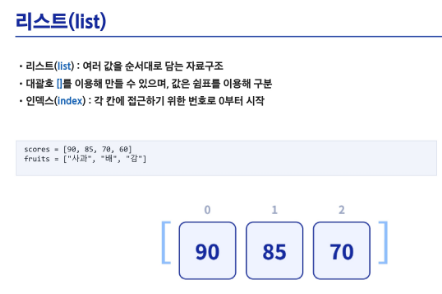 리스트(list)
• 리스트(list) : 여러 값을 순서대로 담는 자료구조
• 대괄호 []를 이용해 만들 수 있으며, 값은 쉼표를 이용해 구분
• 인덱스(index) : 각 칸에 접근하기 위한 번호로 0부터 시작
scores = [90, 85, 70, 60]
fruits = ["사과", "배", "감"]
0 1 2
[ 90 85 70 ]